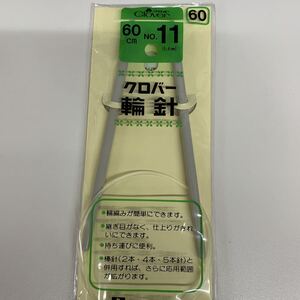 Clover
60
60
cm
NO.11
クロバー
輪針
•輪編みが簡単にできます。
•継ぎ目がなく、仕上りがきれ
いにできます。
•持ち運びに便利。
•棒針(2本・4本・5本針)と
併用すれば、さらに応用範囲
が広がります。